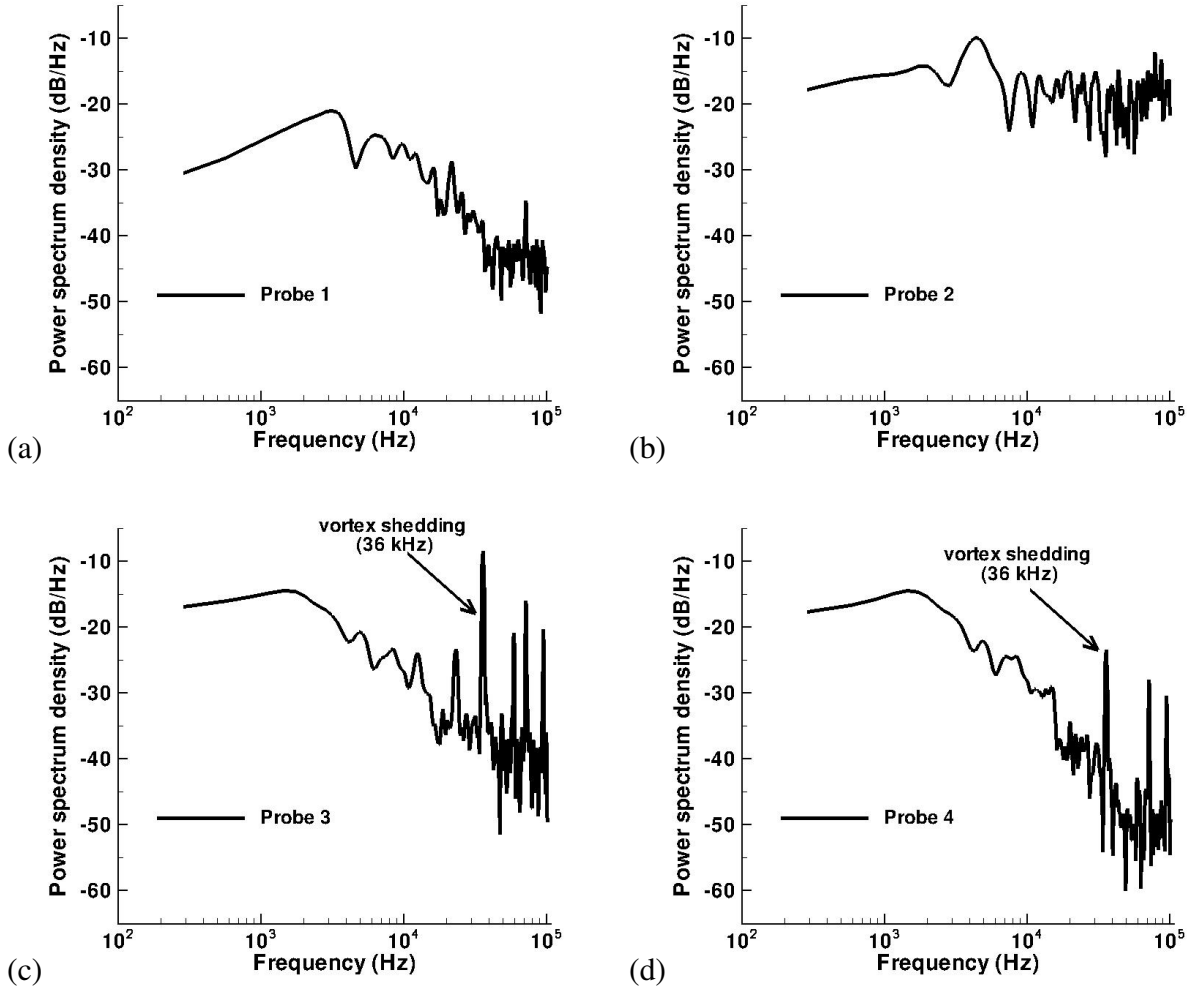 Power spectrum density (dB/Hz)
-10
-20
-30
-40
-50
-60
Probe 1
10^2
10^3
10^4
10^5
Frequency (Hz)
(a)
Power spectrum density (dB/Hz)
-10
-20
-30
-40
-50
-60
Probe 2
10^2
10^3
10^4
10^5
Frequency (Hz)
(b)
Power spectrum density (dB/Hz)
vortex shedding
(36 kHz)
-10
-20
-30
-40
-50
-60
Probe 3
10^2
10^3
10^4
10^5
Frequency (Hz)
(c)
Power spectrum density (dB/Hz)
vortex shedding
(36 kHz)
-10
-20
-30
-40
-50
-60
Probe 4
10^2
10^3
10^4
10^5
Frequency (Hz)
(d)